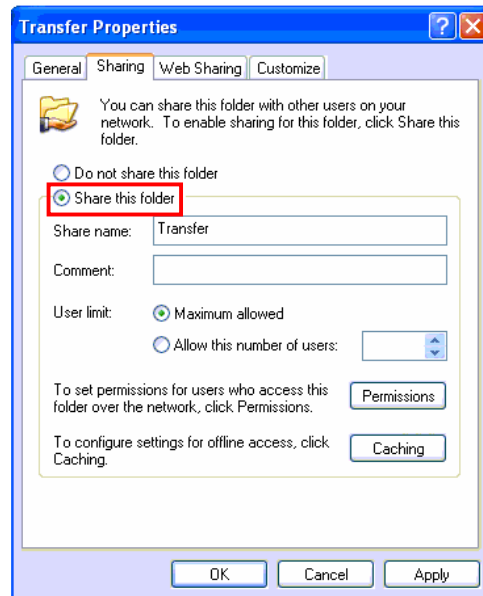 Transfer Properties
General Sharing Web Sharing Customize
You can share this folder with other users on your
network. To enable sharing for this folder, click Share this
folder.
Do not share this folder
Share this folder
Share name: Transfer
Comment:
User limit: Maximum allowed
Allow this number of users:
To set permissions for users who access this
folder over the network, click Permissions.
Permissions
To configure settings for offline access, click
Caching.
Caching
OK Cancel Apply